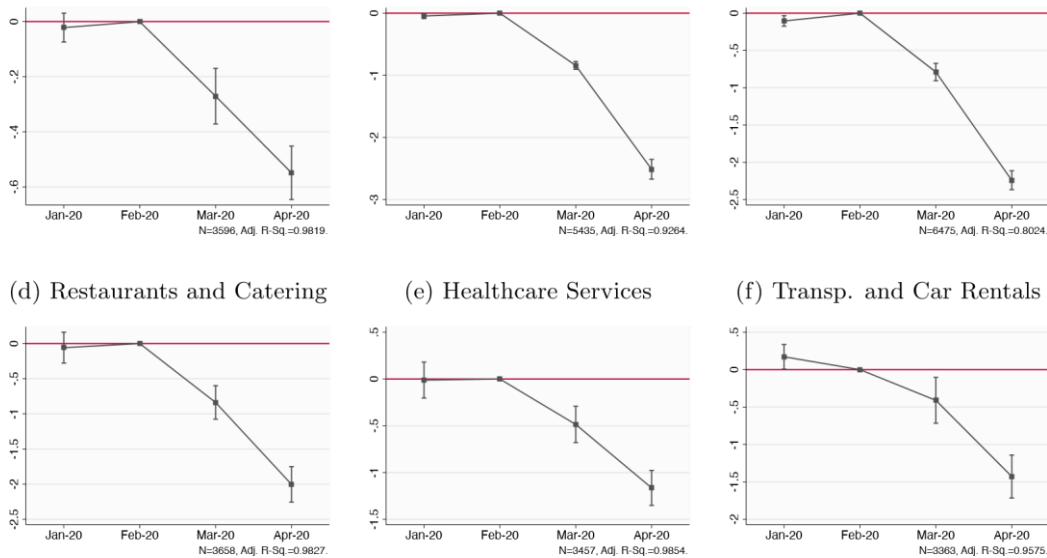 0
-.2
-.4
-.6
Jan-20 Feb-20 Mar-20 Apr-20
N=3596, Adj. R-Sq.=0.9819.
0
-1
-2
-3
Jan-20 Feb-20 Mar-20 Apr-20
N=5435, Adj. R-Sq.=0.9264.
0
-.5
-1
-1.5
-2
-2.5
Jan-20 Feb-20 Mar-20 Apr-20
N=6475, Adj. R-Sq.=0.8024.
(d) Restaurants and Catering
0
-.5
-1
-1.5
-2
-2.5
Jan-20 Feb-20 Mar-20 Apr-20
N=3658, Adj. R-Sq.=0.9827.
(e) Healthcare Services
.5
0
-.5
-1
-1.5
Jan-20 Feb-20 Mar-20 Apr-20
N=3457, Adj. R-Sq.=0.9854.
(f) Transp. and Car Rentals
.5
0
-.5
-1
-1.5
-2
Jan-20 Feb-20 Mar-20 Apr-20
N=3363, Adj. R-Sq.=0.9575.